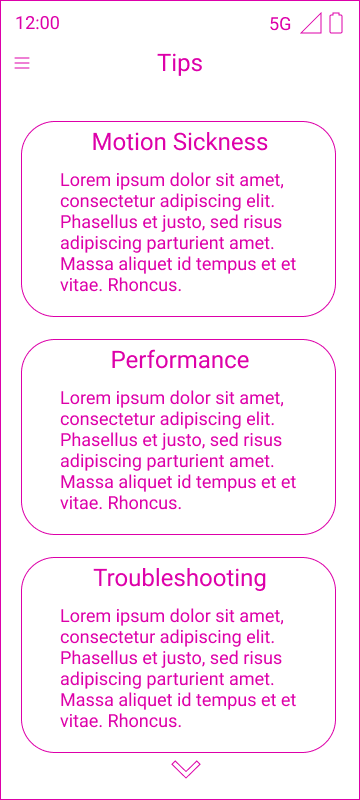 12:00 5G
Tips
Motion Sickness
Lorem ipsum dolor sit amet,
consectetur adipiscing elit.
Phasellus et justo, sed risus
adipiscing parturient amet.
Massa aliquet id tempus et et
vitae. Rhoncus.
Performance
Lorem ipsum dolor sit amet,
consectetur adipiscing elit.
Phasellus et justo, sed risus
adipiscing parturient amet.
Massa aliquet id tempus et et
vitae. Rhoncus.
Troubleshooting
Lorem ipsum dolor sit amet,
consectetur adipiscing elit.
Phasellus et justo, sed risus
adipiscing parturient amet.
Massa aliquet id tempus et et
vitae. Rhoncus.